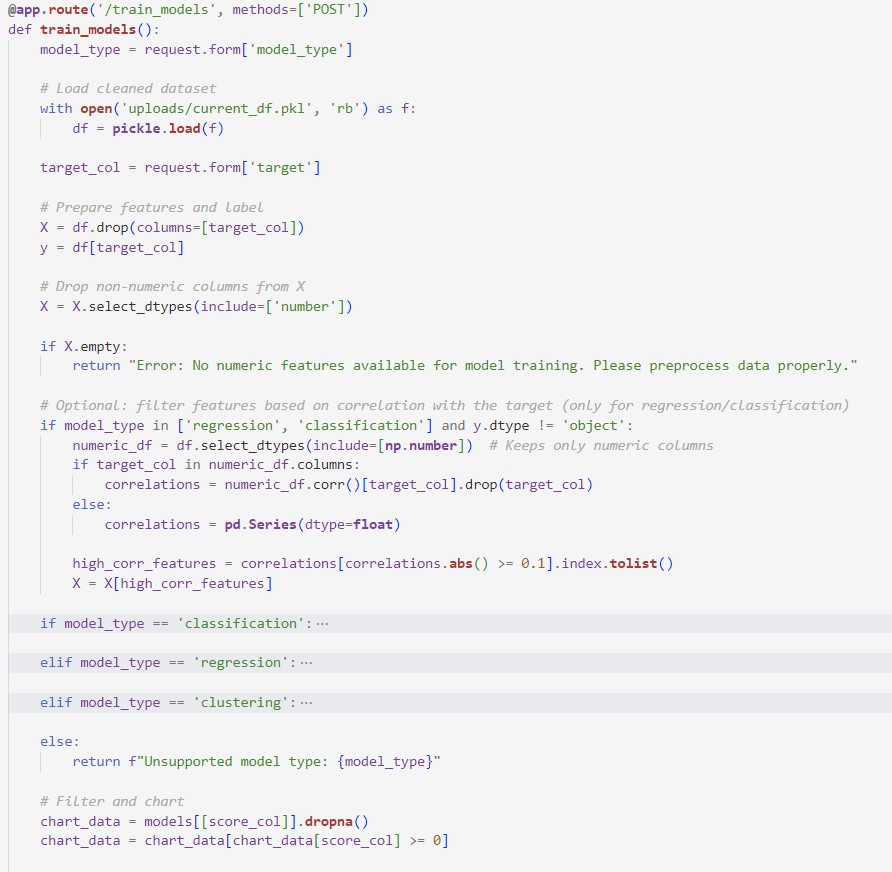 @app.route('/train_models', methods=['POST'])
def train_models():
    model_type = request.form['model_type']

    # Load cleaned dataset
    with open('uploads/current_df.pkl', 'rb') as f:
        df = pickle.load(f)

    target_col = request.form['target']

    # Prepare features and label
    X = df.drop(columns=[target_col])
    y = df[target_col]

    # Drop non-numeric columns from X
    X = X.select_dtypes(include=['number'])

    if X.empty:
        return "Error: No numeric features available for model training. Please preprocess data properly."

    # Optional: filter features based on correlation with the target (only for regression/classification)
    if model_type in ['regression', 'classification'] and y.dtype != 'object':
        numeric_df = df.select_dtypes(include=[np.number])  # Keeps only numeric columns
        if target_col in numeric_df.columns:
            correlations = numeric_df.corr()[target_col].drop(target_col)
        else:
            correlations = pd.Series(dtype=float)

        high_corr_features = correlations[correlations.abs() >= 0.1].index.tolist()
        X = X[high_corr_features]

    if model_type == 'classification':···

    elif model_type == 'regression':···

    elif model_type == 'clustering':···

    else:
        return f"Unsupported model type: {model_type}"

    # Filter and chart
    chart_data = models[[score_col]].dropna()
    chart_data = chart_data[chart_data[score_col] >= 0]